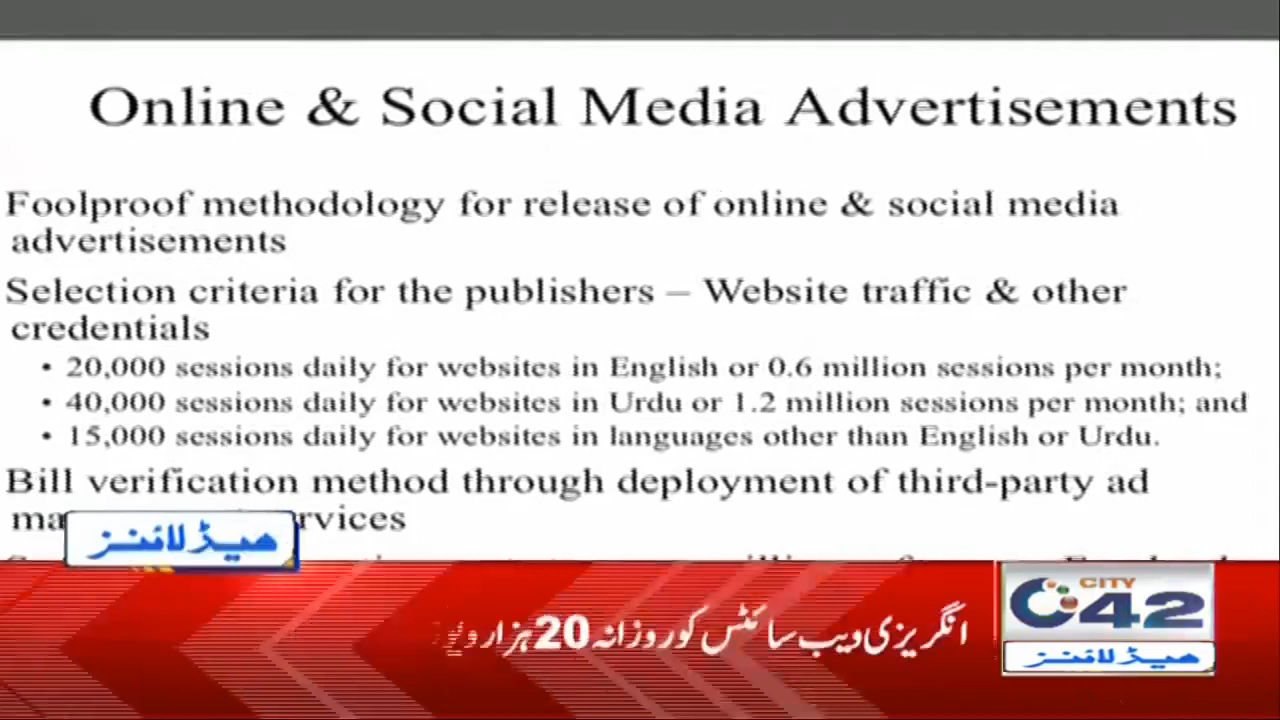 Online & Social Media Advertisements
Foolproof methodology for release of online & social media
advertisements
Selection criteria for the publishers – Website traffic & other
credentials
• 20,000 sessions daily for websites in English or 0.6 million sessions per month;
• 40,000 sessions daily for websites in Urdu or 1.2 million sessions per month; and
• 15,000 sessions daily for websites in languages other than English or Urdu.
Bill verification method through deployment of third-party ad
ہیڈلائنز
CITY
42
انگریزی ویب سائٹس کو روزانہ 20 ہزار
ہیڈلائنز